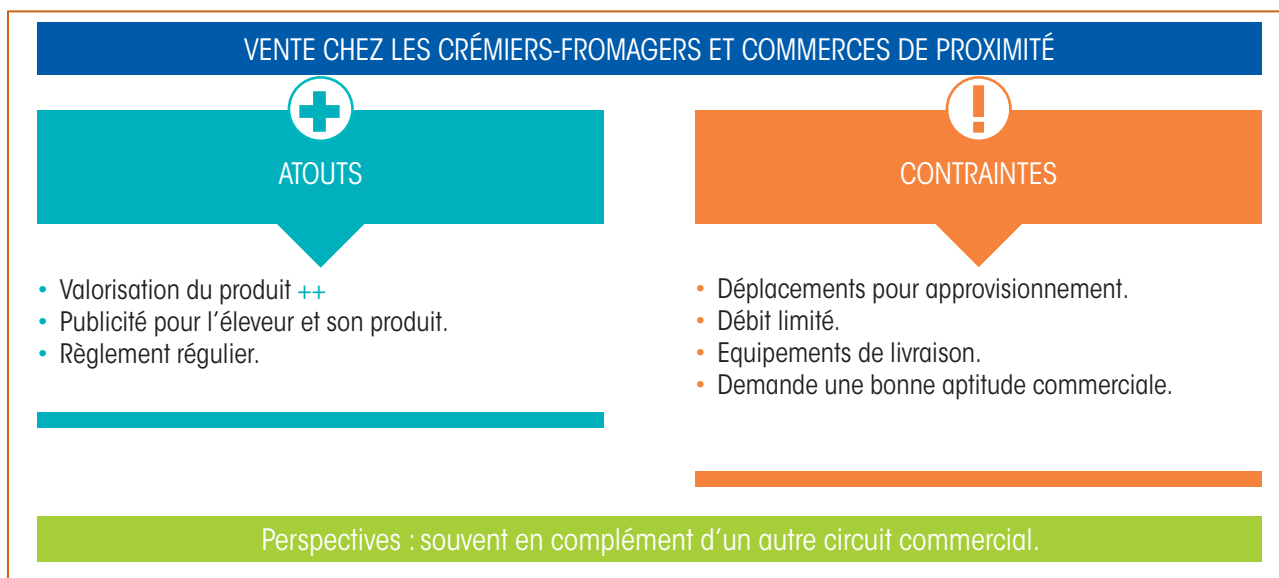 VENTE CHEZ LES CRÉMIERS-FROMAGERS ET COMMERCES DE PROXIMITÉ
ATOUTS
• Valorisation du produit ++
• Publicité pour l'éleveur et son produit.
• Règlement régulier.
!
CONTRAINTES
• Déplacements pour approvisionnement.
• Débit limité.
• Equipements de livraison.
• Demande une bonne aptitude commerciale.
Perspectives : souvent en complément d'un autre circuit commercial.